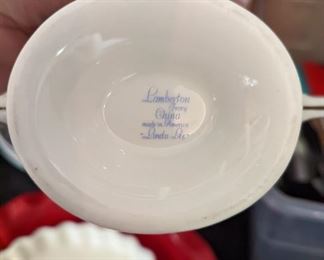 Lamberton
Ivory
China
made in America
"Linda Lee"